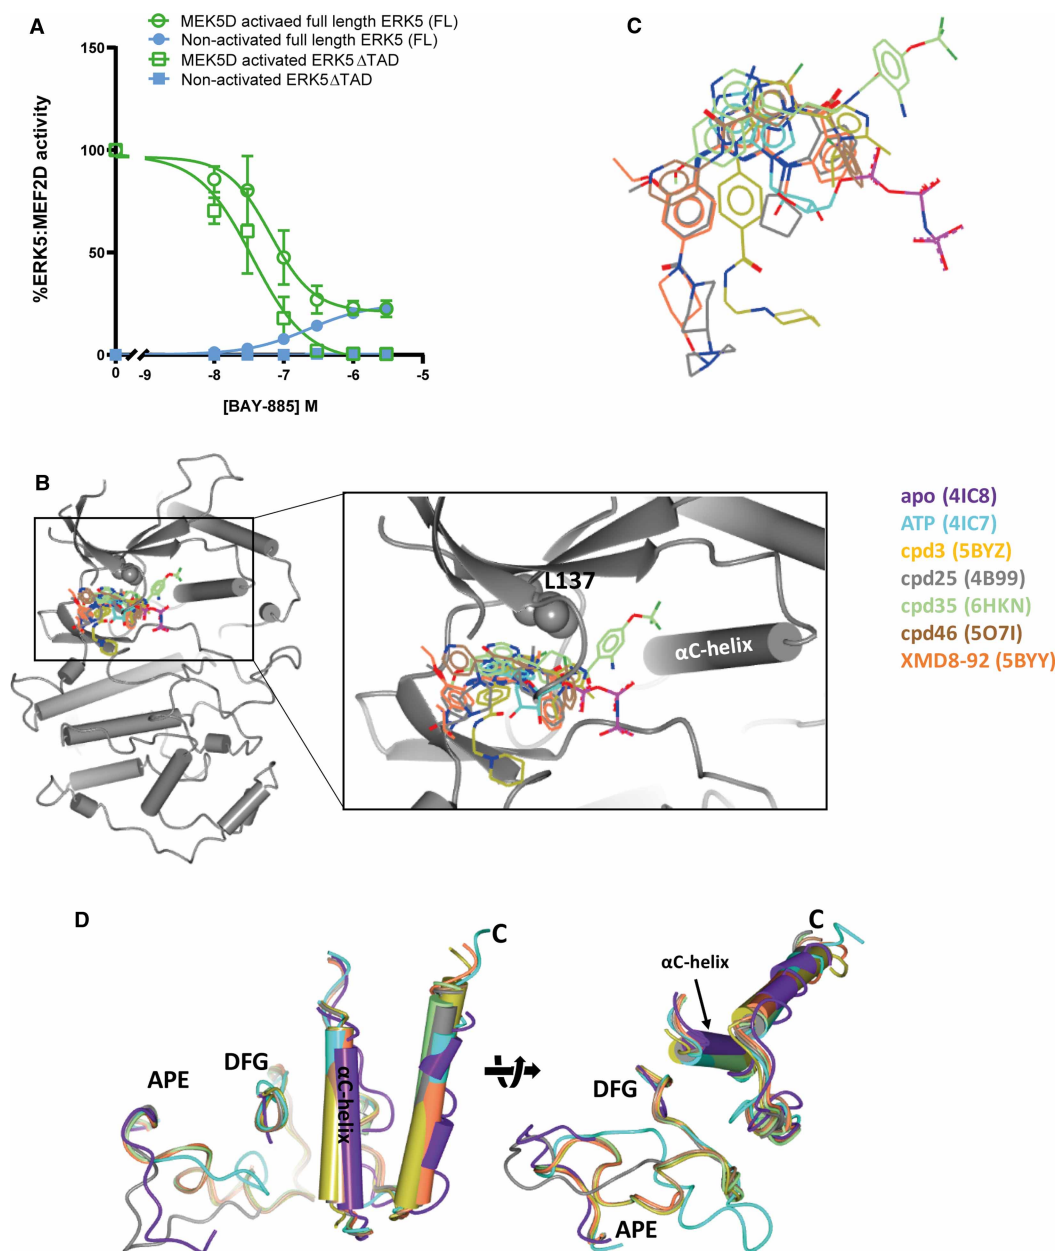 A
MEK5D activaed full length ERK5 (FL)
Non-activated full length ERK5 (FL)
MEK5D activated ERK5ΔTAD
Non-activated ERK5ΔTAD
%ERK5:MEF2D activity
150
100
50
0
0 -9 -8 -7 -6 -5
[BAY-885] M
C
B
L137
αC-helix
apo (4IC8)
ATP (4IC7)
cpd3 (5BYZ)
cpd25 (4B99)
cpd35 (6HKN)
cpd46 (5O7I)
XMD8-92 (5BYY)
D
C
APE
DFG
αC-helix
C
αC-helix
DFG
APE